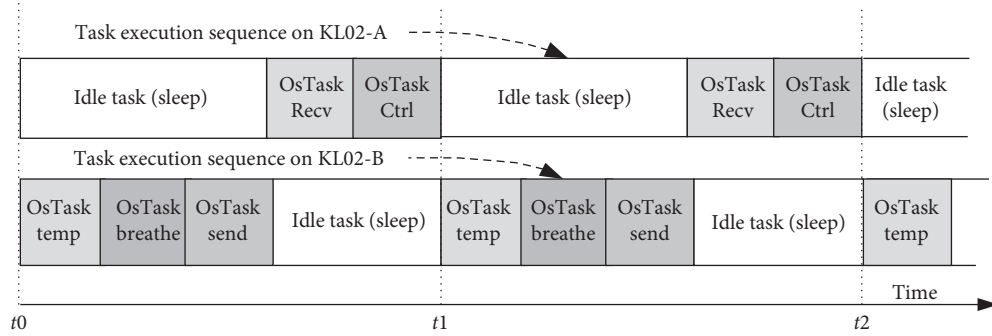 Task execution sequence on KL02-A
Idle task (sleep)
OsTask
Recv
OsTask
Ctrl
Idle task (sleep)
OsTask
Recv
OsTask
Ctrl
Idle task
(sleep)
Task execution sequence on KL02-B
OsTask
temp
OsTask
breathe
OsTask
send
Idle task (sleep)
OsTask
temp
OsTask
breathe
OsTask
send
Idle task (sleep)
OsTask
temp
Time
t0
t1
t2